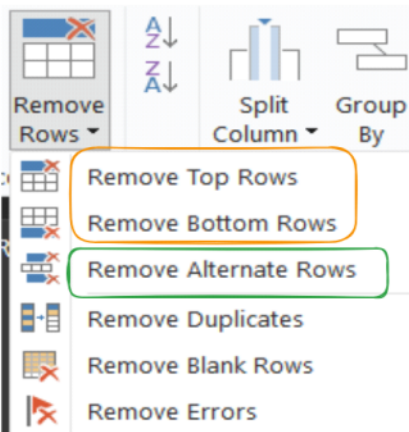 Remove
Rows
A
Z
Z
A
Split
Column
Group
By
Remove Top Rows
Remove Bottom Rows
Remove Alternate Rows
Remove Duplicates
Remove Blank Rows
Remove Errors